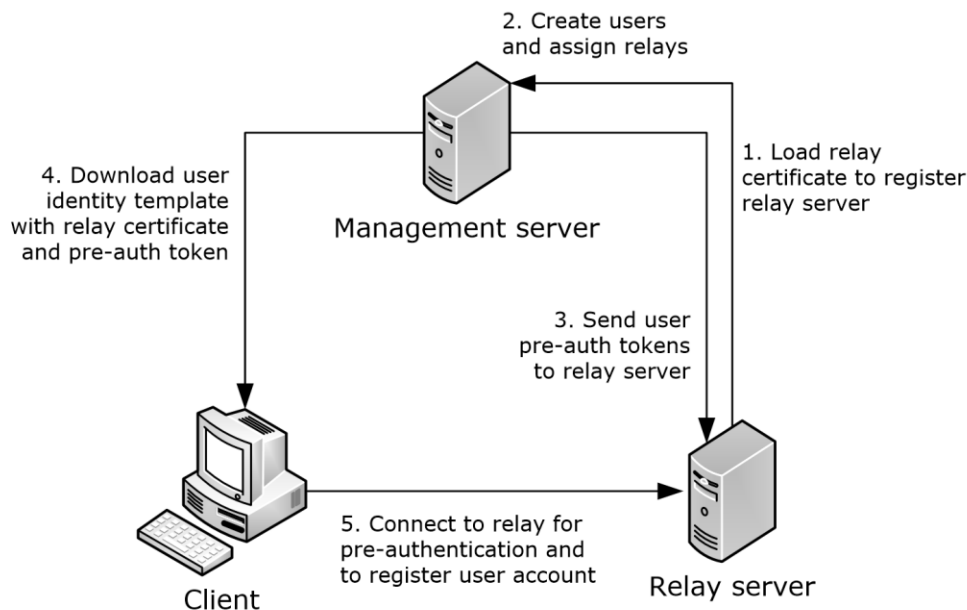 2. Create users
and assign relays
1. Load relay
certificate to register
relay server
4. Download user
identity template
with relay certificate
and pre-auth token
Management server
3. Send user
pre-auth tokens
to relay server
5. Connect to relay for
pre-authentication and
to register user account
Client
Relay server